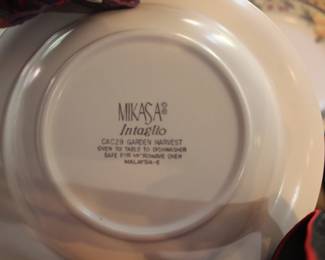 MIKASA®
Intaglio
CAC29 GARDEN HARVEST
OVEN TO TABLE TO DISHWASHER
SAFE FOR MICROWAVE OVEN
MALAYSIA-E